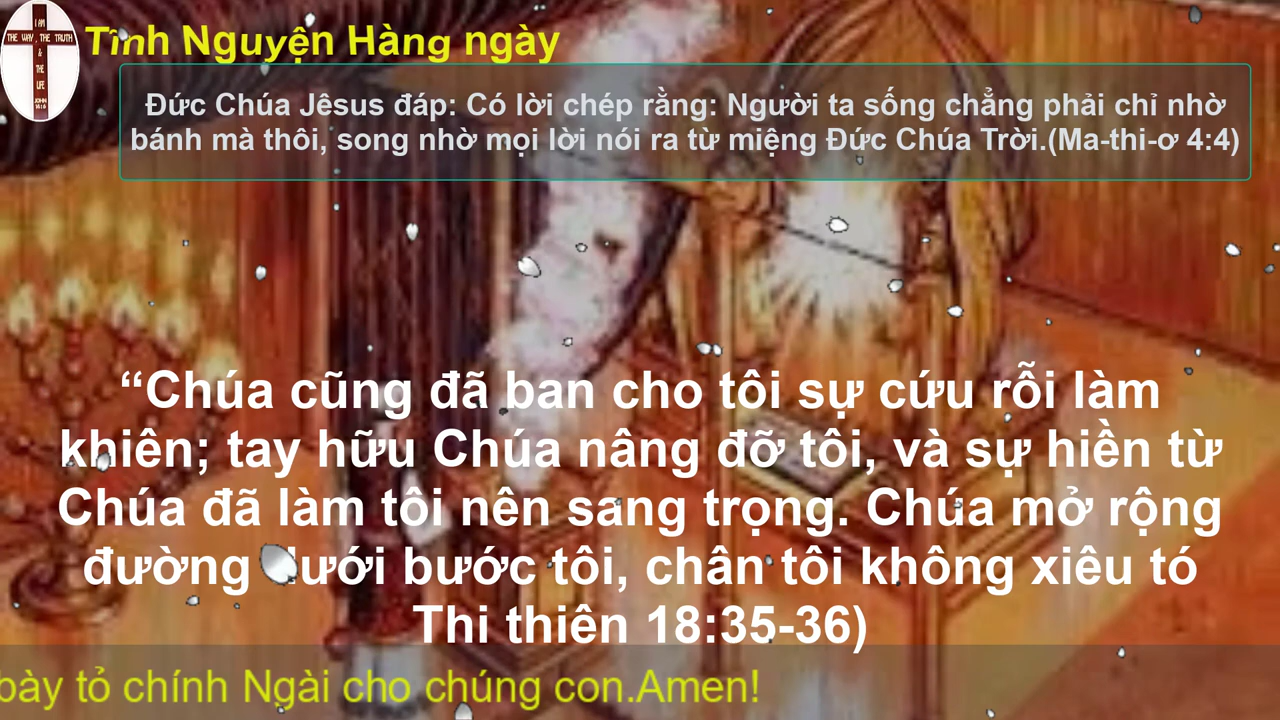 I AM
THE WAY, THE TRUTH
&
THE
LIFE
JOHN
14:6
Tĩnh Nguyện Hàng ngày
Đức Chúa Jêsus đáp: Có lời chép rằng: Người ta sống chẳng phải chỉ nhờ
bánh mà thôi, song nhờ mọi lời nói ra từ miệng Đức Chúa Trời.(Ma-thi-ơ 4:4)
“Chúa cũng đã ban cho tôi sự cứu rỗi làm
khiên; tay hữu Chúa nâng đỡ tôi, và sự hiền từ
Chúa đã làm tôi nên sang trọng. Chúa mở rộng
đường dưới bước tôi, chân tôi không xiêu tó
Thi thiên 18:35-36)
bày tỏ chính Ngài cho chúng con.Amen!